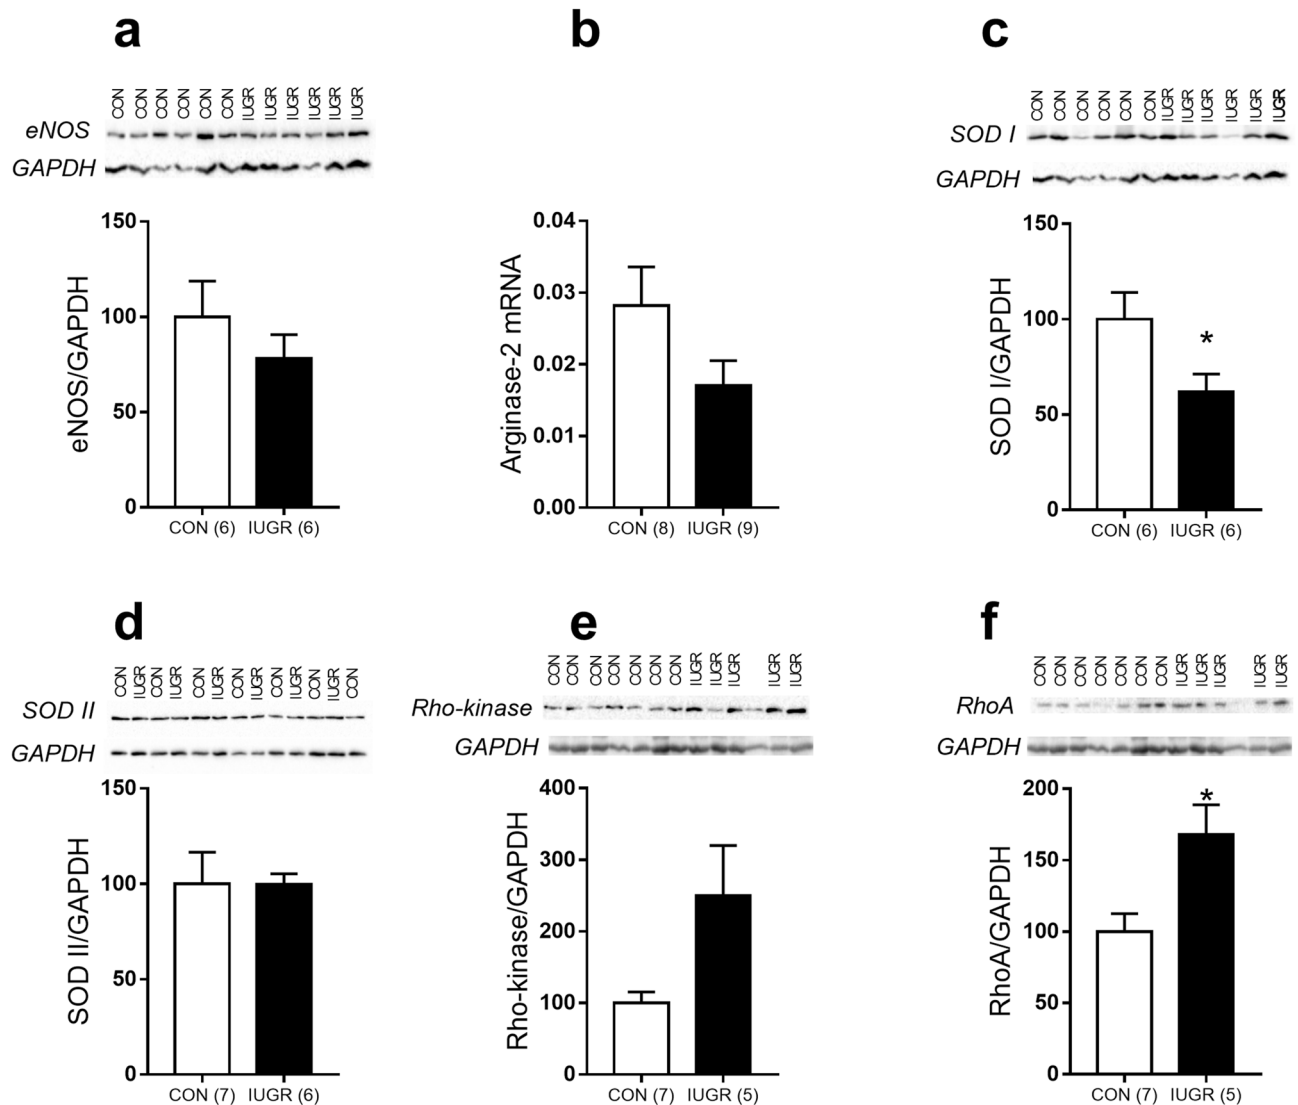 a
CON CON CON CON CON CON IUGR IUGR IUGR IUGR IUGR IUGR
eNOS
GAPDH
eNOS/GAPDH
150
100
50
0
CON (6) IUGR (6)
b
Arginase-2 mRNA
0.04
0.03
0.02
0.01
0.00
CON (8) IUGR (9)
c
CON CON CON CON CON CON IUGR IUGR IUGR IUGR IUGR IUGR
SOD I
GAPDH
SOD I/GAPDH
150
100
50
0
*
CON (6) IUGR (6)
d
CON IUGR CON IUGR CON IUGR CON IUGR CON IUGR CON IUGR CON
SOD II
GAPDH
SOD II/GAPDH
150
100
50
0
CON (7) IUGR (6)
e
CON CON CON CON CON CON CON IUGR IUGR IUGR IUGR IUGR
Rho-kinase
GAPDH
Rho-kinase/GAPDH
400
300
200
100
0
CON (7) IUGR (5)
f
CON CON CON CON CON CON CON IUGR IUGR IUGR IUGR IUGR
RhoA
GAPDH
RhoA/GAPDH
200
150
100
50
0
*
CON (7) IUGR (5)